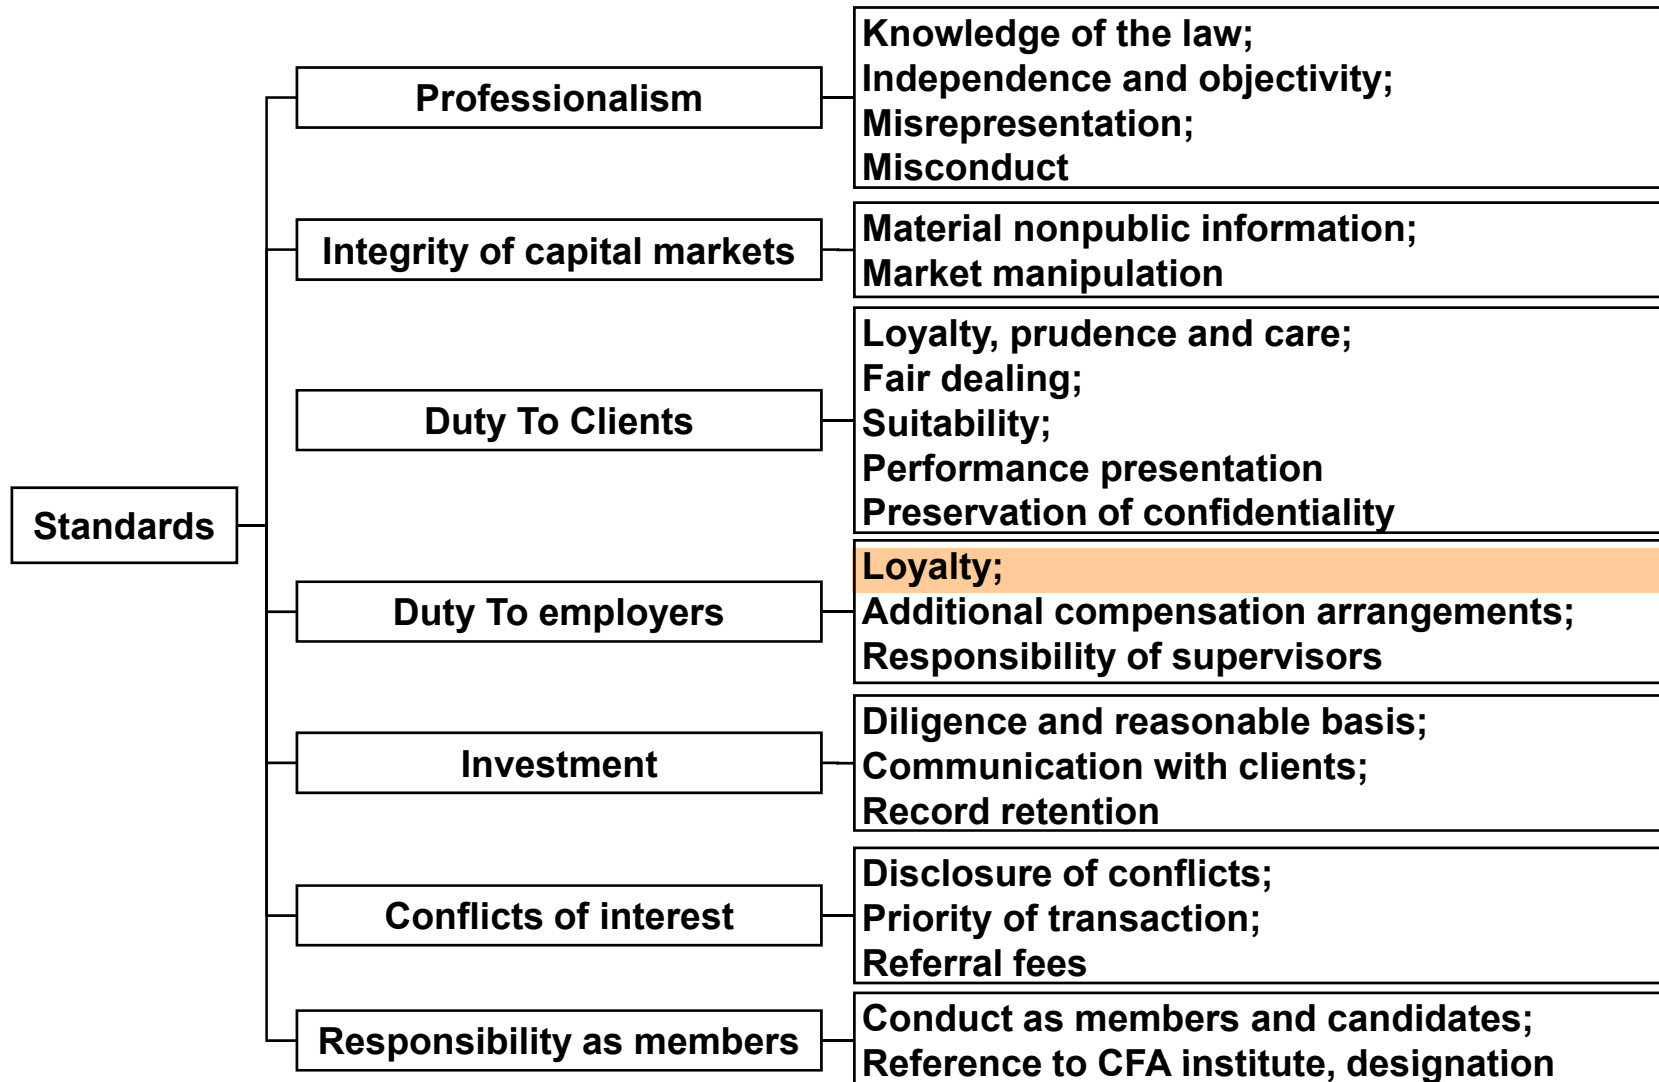 Standards
Professionalism
Knowledge of the law;
Independence and objectivity;
Misrepresentation;
Misconduct
Integrity of capital markets
Material nonpublic information;
Market manipulation
Duty To Clients
Loyalty, prudence and care;
Fair dealing;
Suitability;
Performance presentation
Preservation of confidentiality
Duty To employers
Loyalty;
Additional compensation arrangements;
Responsibility of supervisors
Investment
Diligence and reasonable basis;
Communication with clients;
Record retention
Conflicts of interest
Disclosure of conflicts;
Priority of transaction;
Referral fees
Responsibility as members
Conduct as members and candidates;
Reference to CFA institute, designation